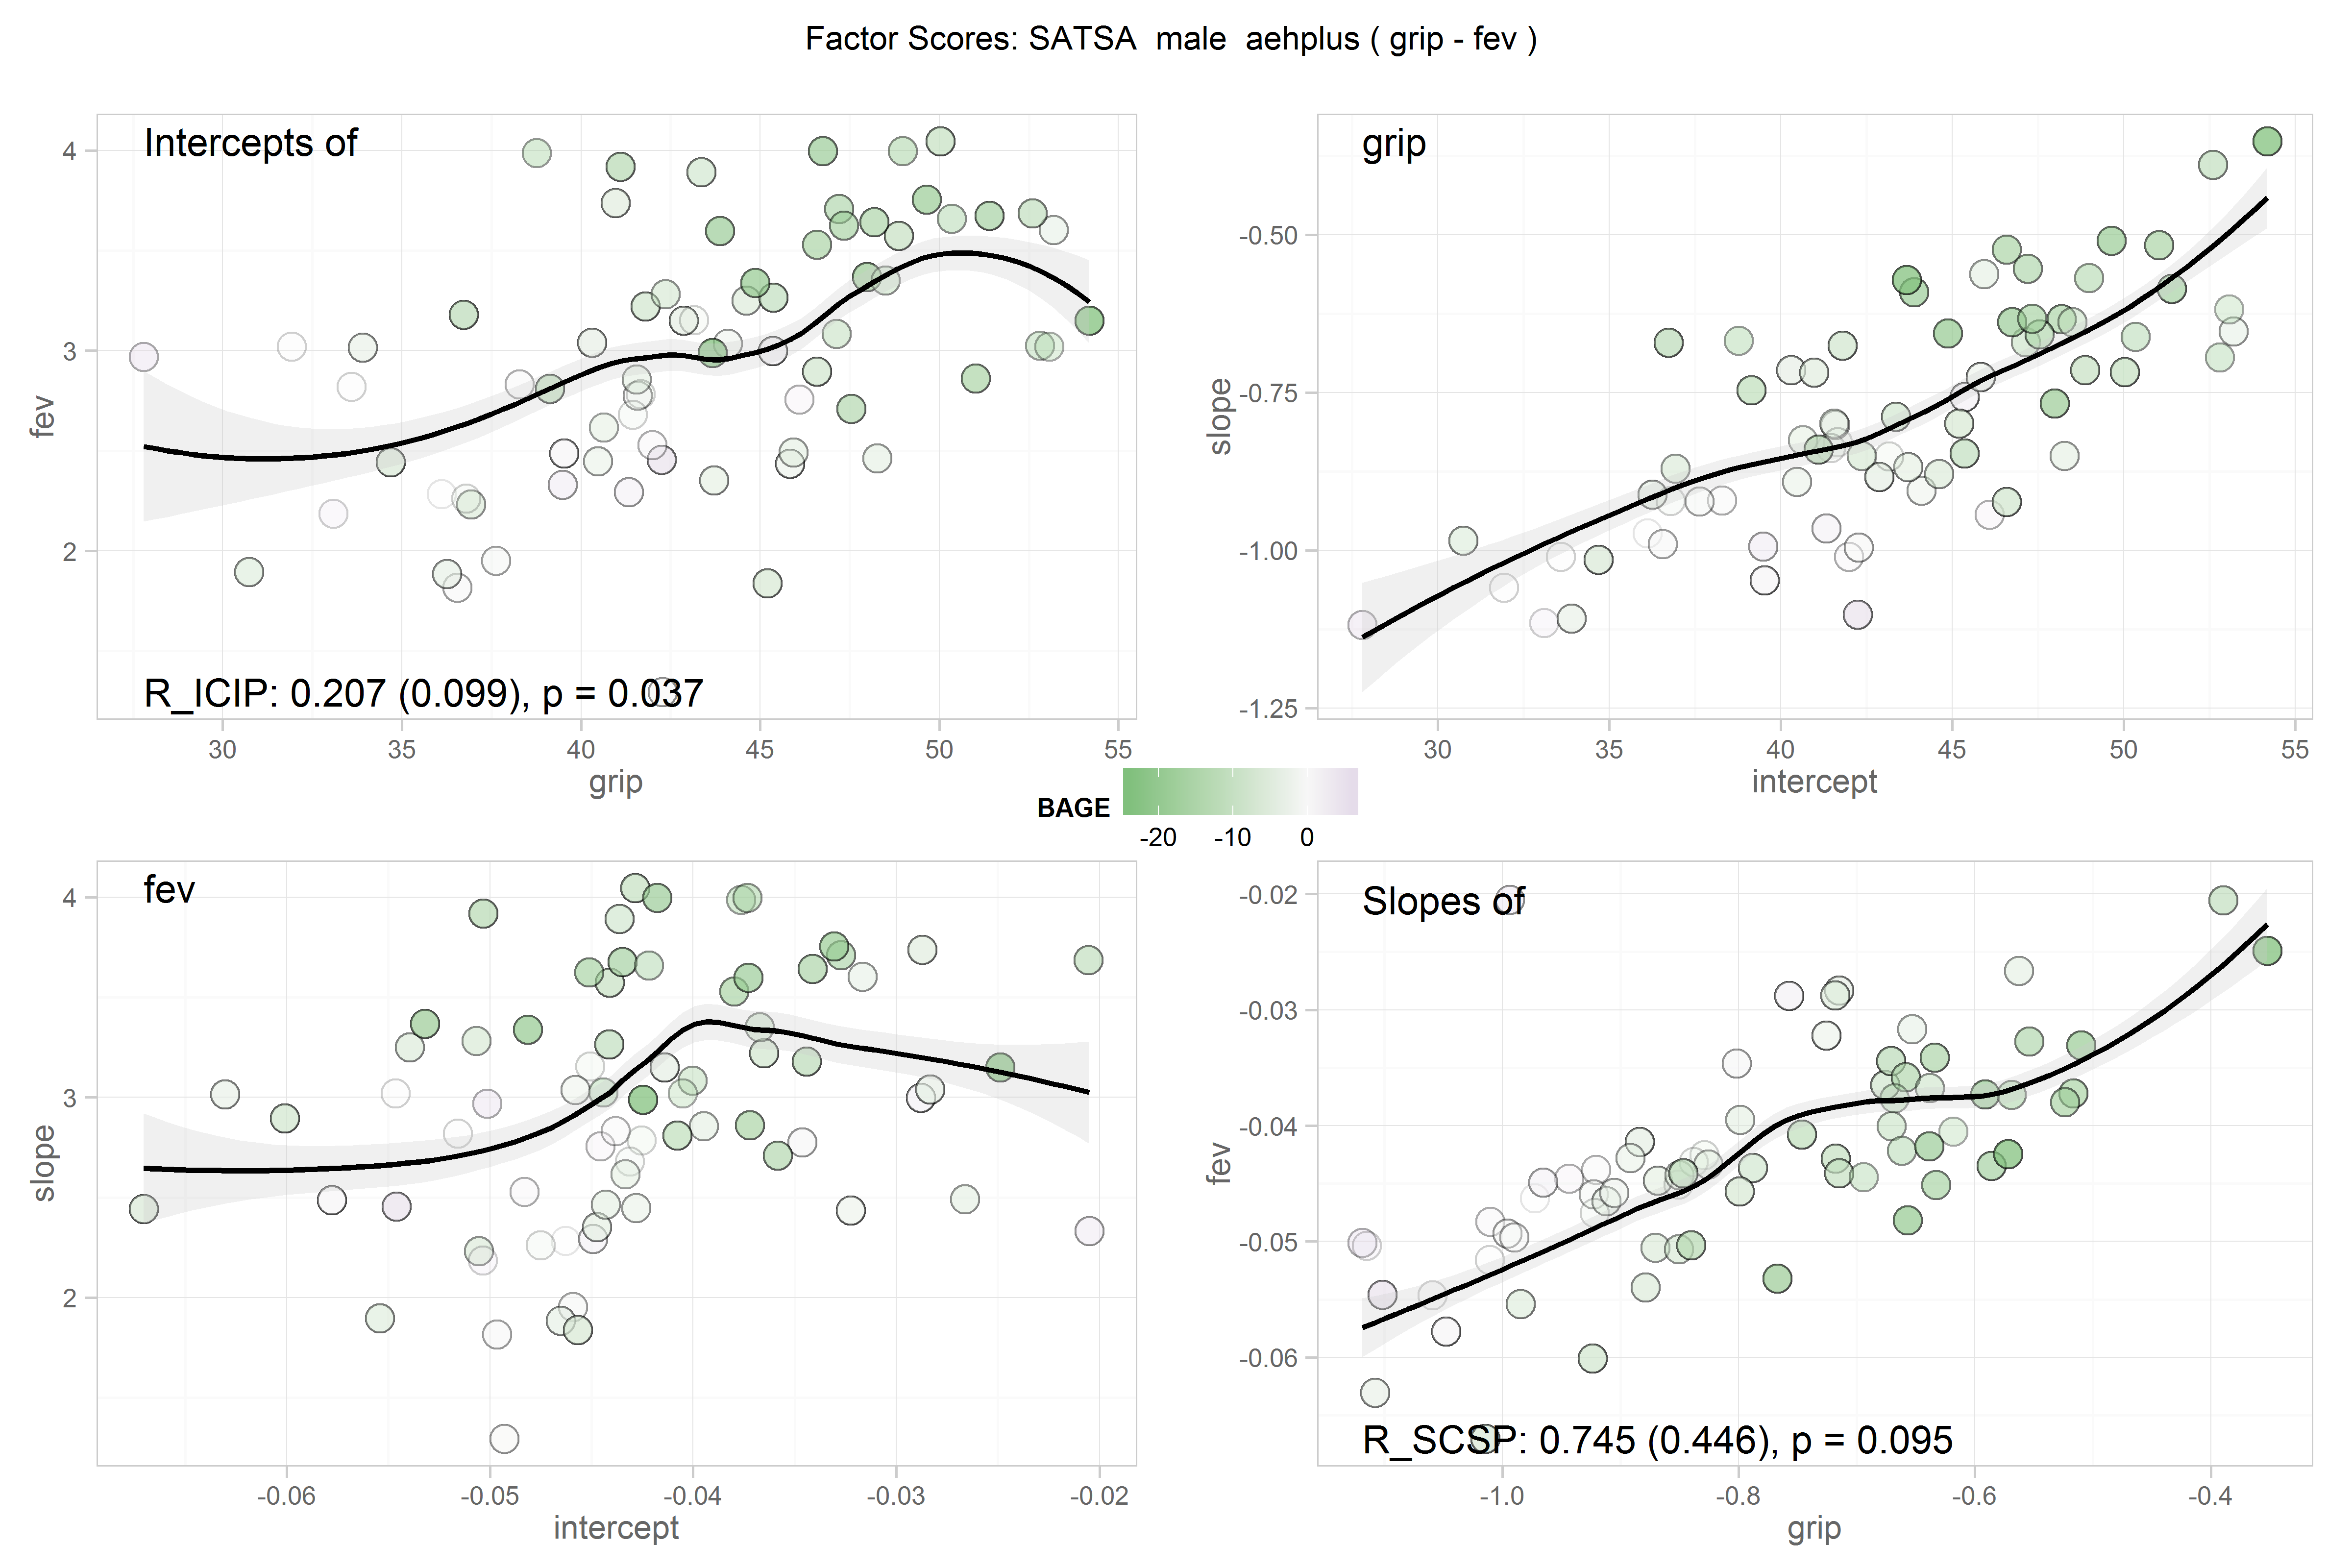 Factor Scores: SATSA  male  aehplus ( grip - fev )
Intercepts of
4
3
2
fev
R_ICIP: 0.207 (0.099), p = 0.037
30 35 40 45 50 55
grip
grip
-0.50
-0.75
-1.00
-1.25
slope
30 35 40 45 50 55
intercept
BAGE
-20 -10 0
fev
4
3
2
slope
-0.06 -0.05 -0.04 -0.03 -0.02
intercept
Slopes of
-0.02
-0.03
-0.04
-0.05
-0.06
fev
R_SCSP: 0.745 (0.446), p = 0.095
-1.0 -0.8 -0.6 -0.4
grip